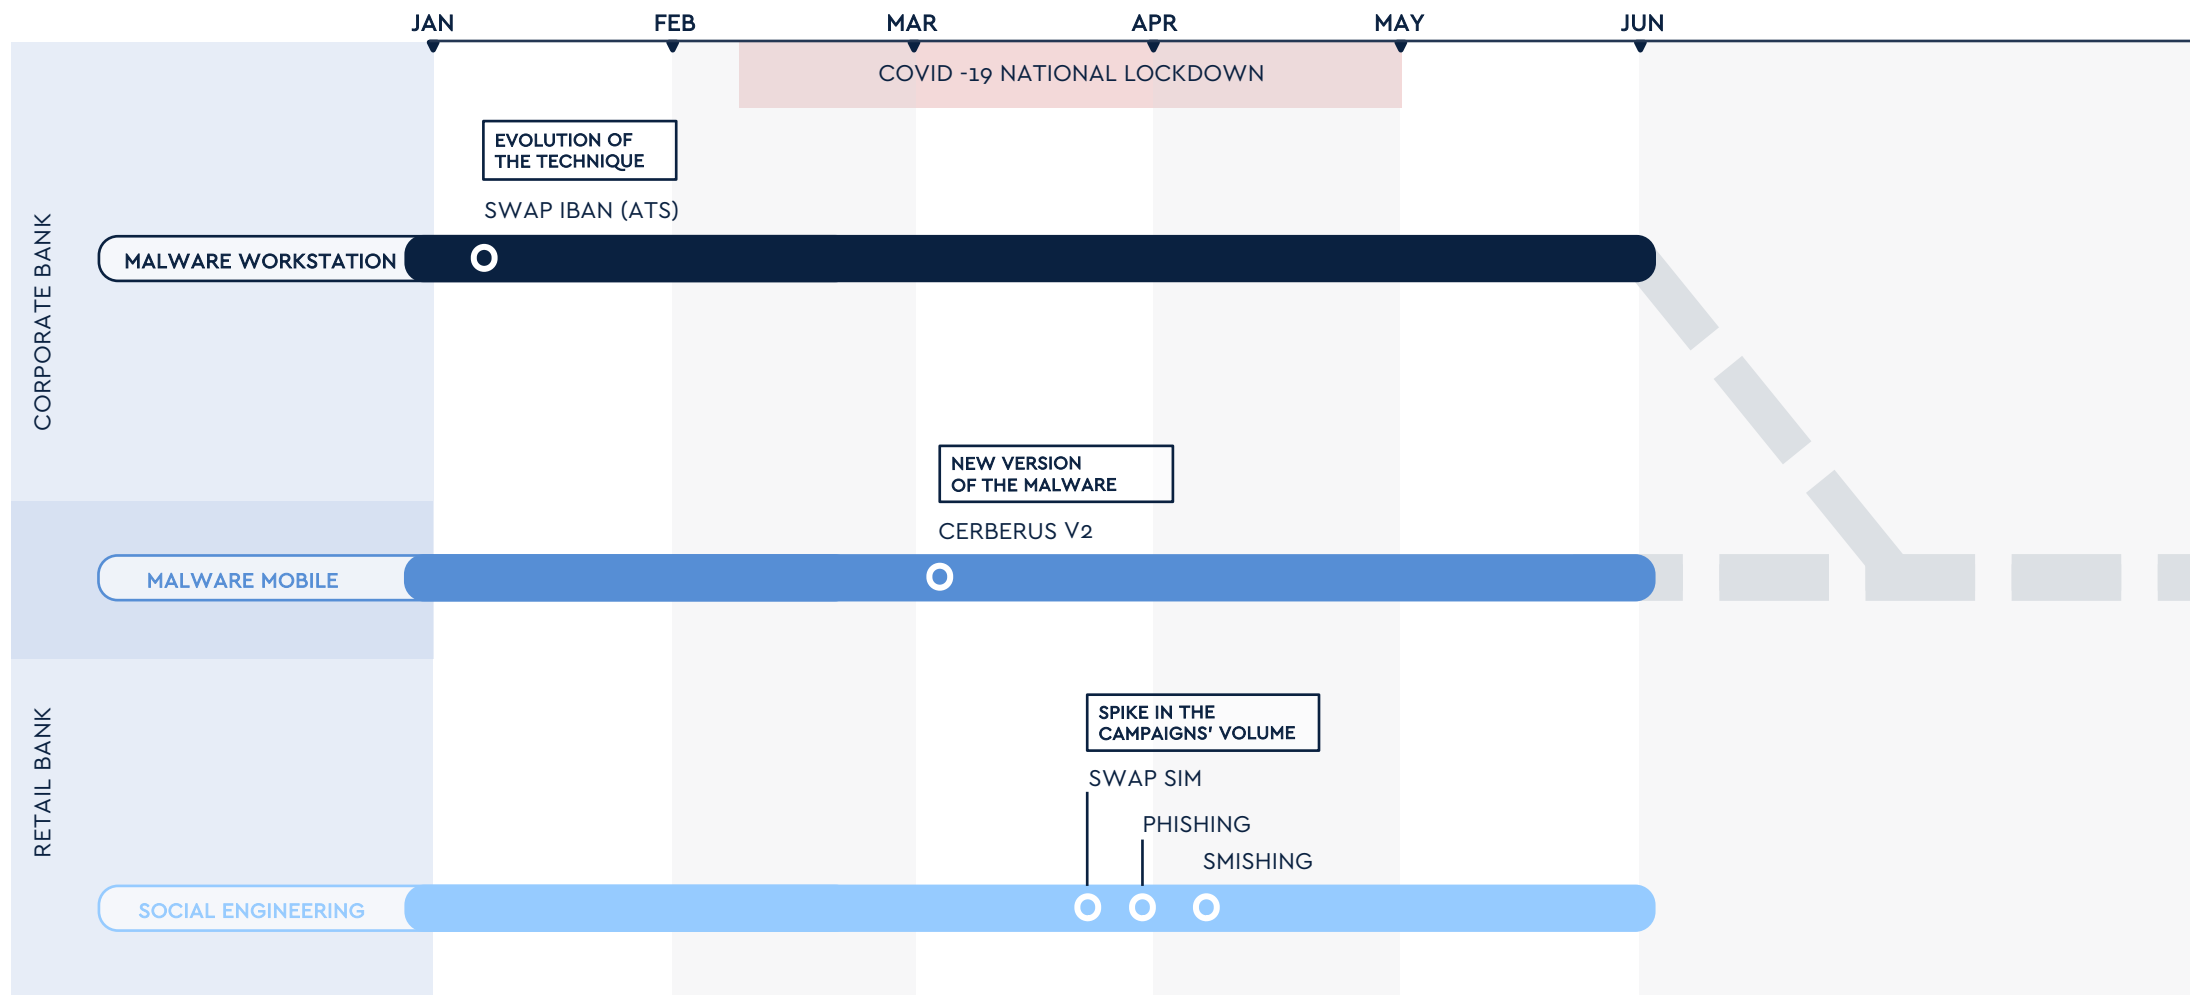 JAN FEB MAR APR MAY JUN
COVID -19 NATIONAL LOCKDOWN
EVOLUTION OF
THE TECHNIQUE
SWAP IBAN (ATS)
CORPORATE BANK
MALWARE WORKSTATION
NEW VERSION
OF THE MALWARE
CERBERUS V2
MALWARE MOBILE
SPIKE IN THE
CAMPAIGNS' VOLUME
SWAP SIM
PHISHING
SMISHING
RETAIL BANK
SOCIAL ENGINEERING